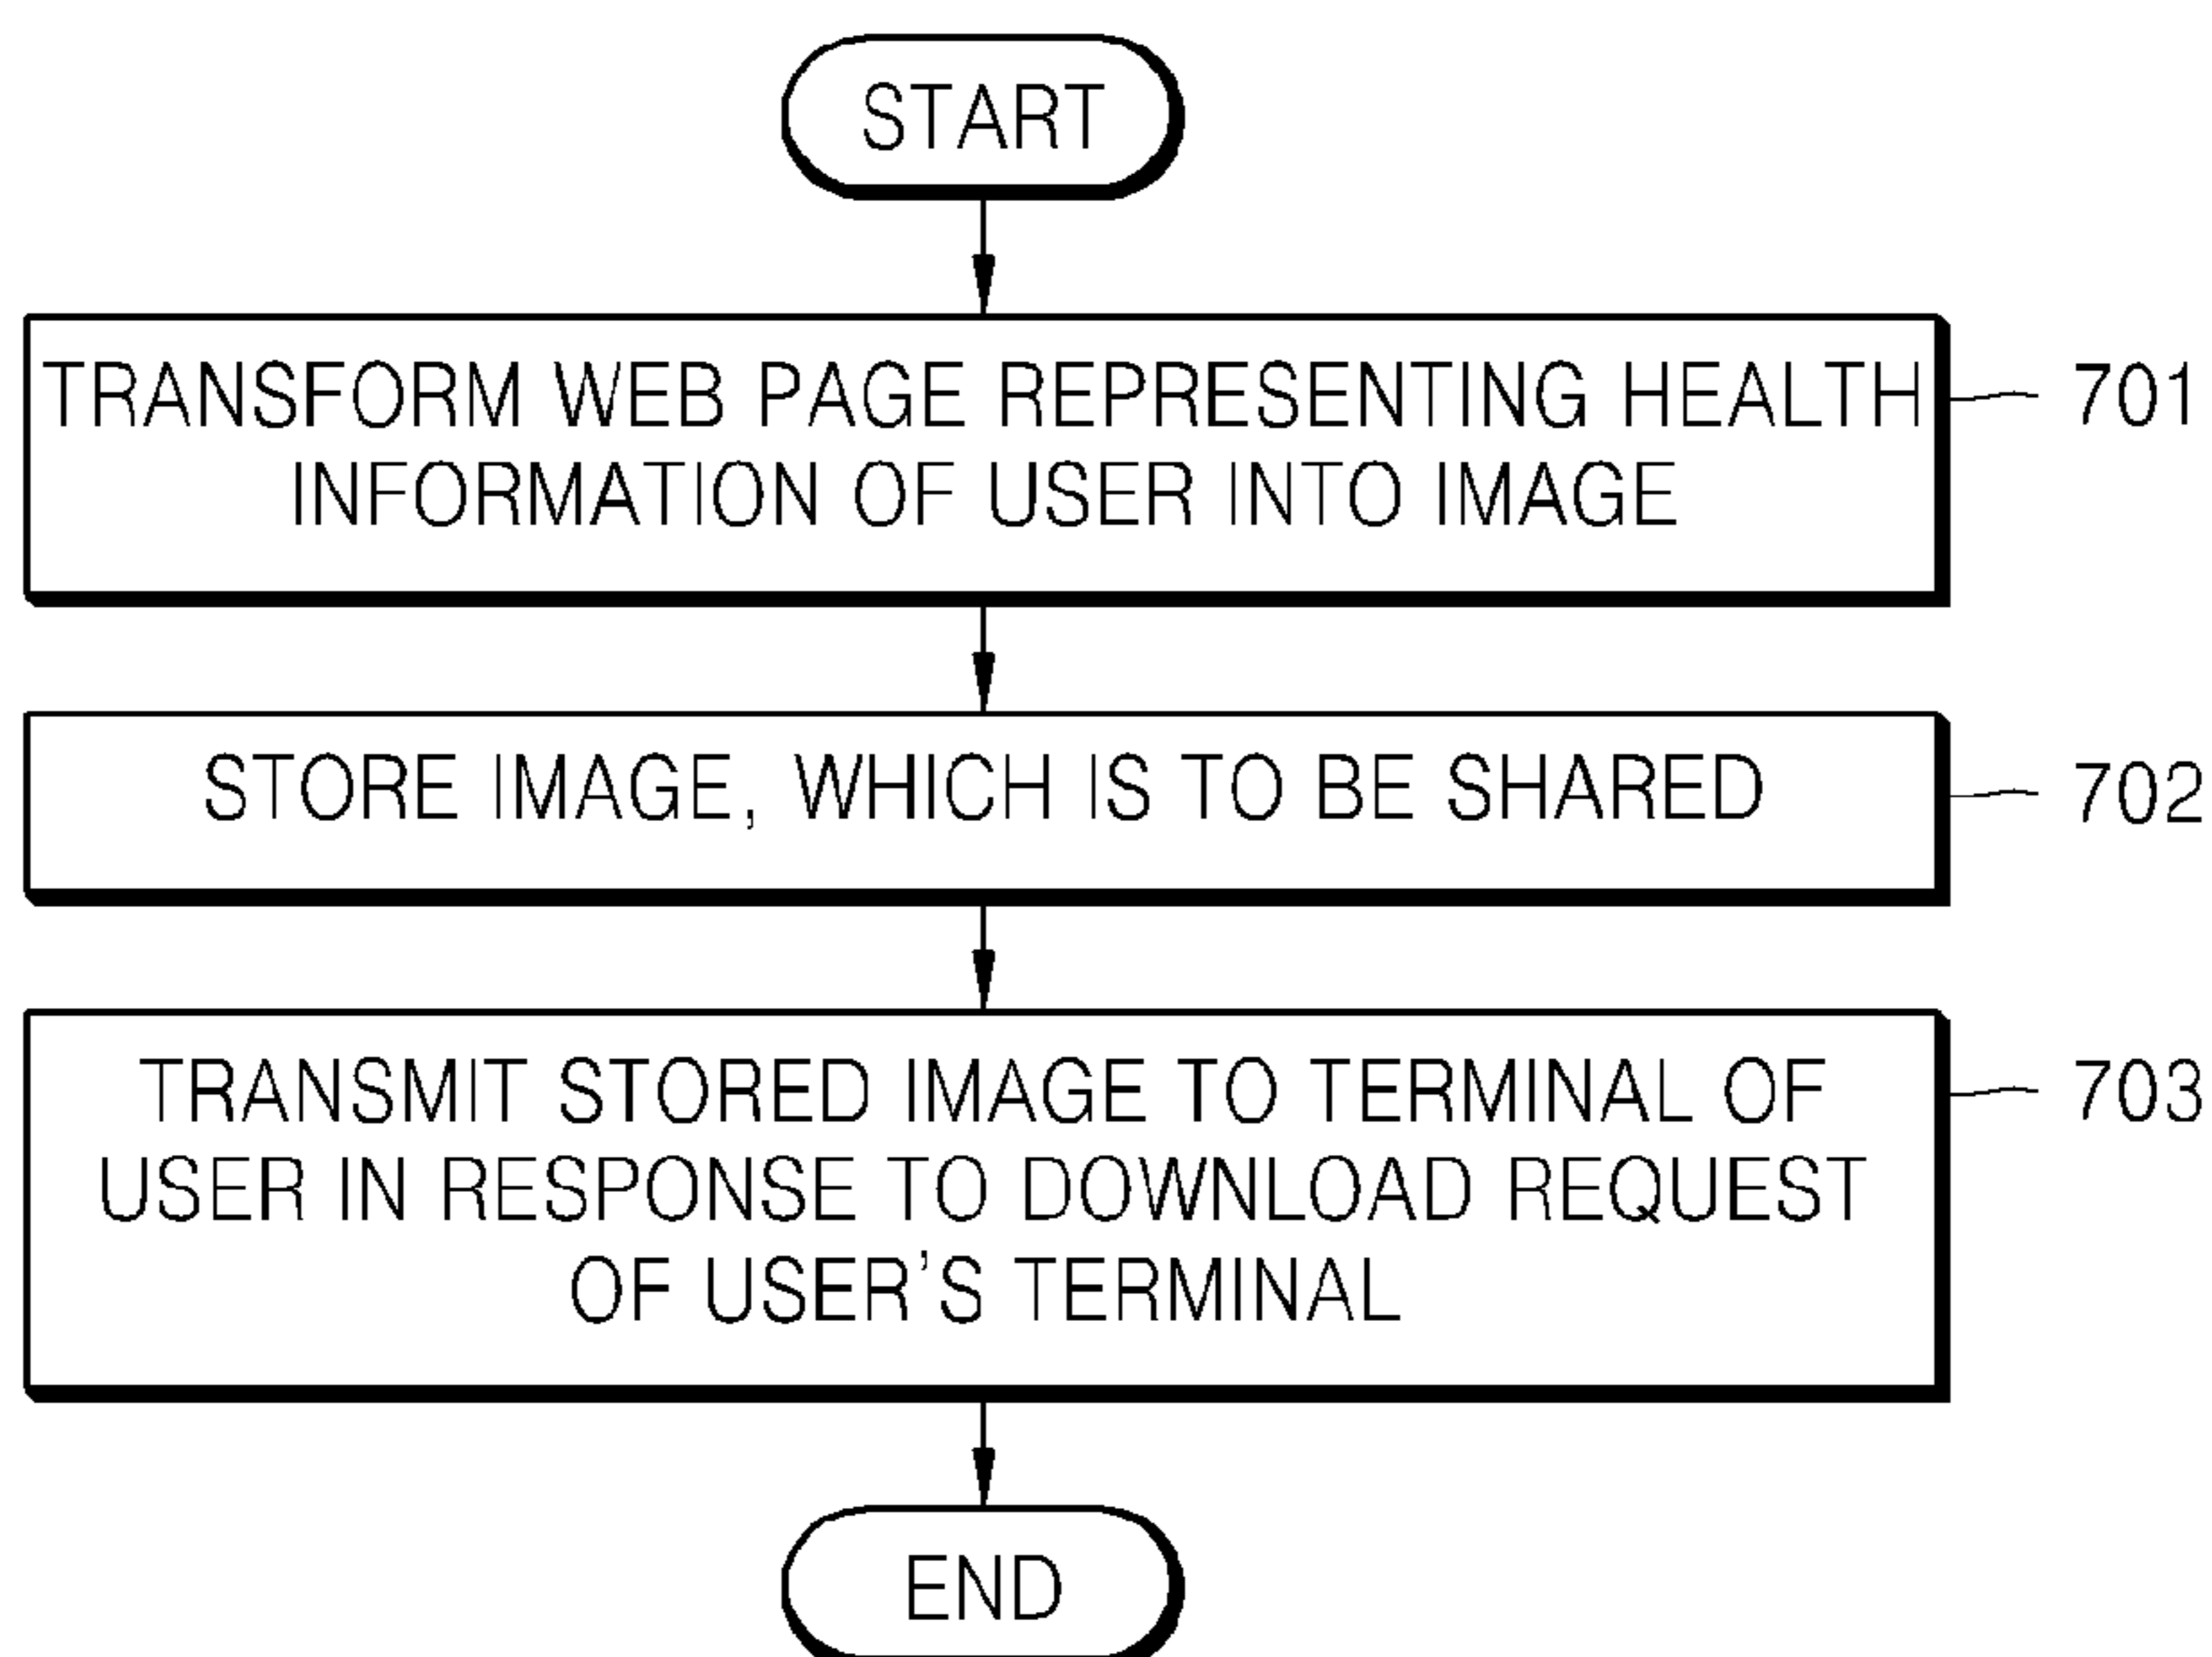 START
TRANSFORM WEB PAGE REPRESENTING HEALTH
INFORMATION OF USER INTO IMAGE
701
STORE IMAGE, WHICH IS TO BE SHARED
702
TRANSMIT STORED IMAGE TO TERMINAL OF
USER IN RESPONSE TO DOWNLOAD REQUEST
OF USER'S TERMINAL
703
END